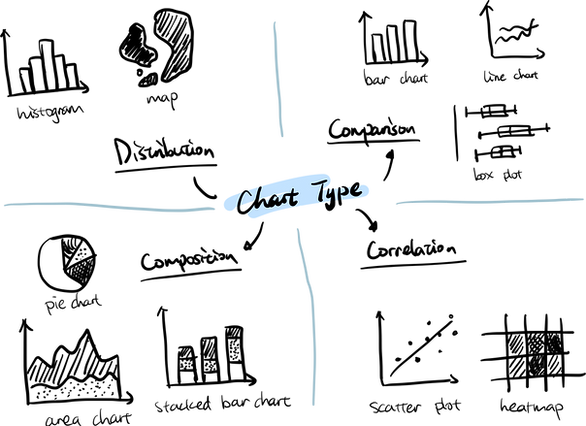 Chart Type
Distribution
histogram
map
Comparison
bar chart
line chart
box plot
Composition
pie chart
area chart
stacked bar chart
Correlation
scatter plot
heatmap